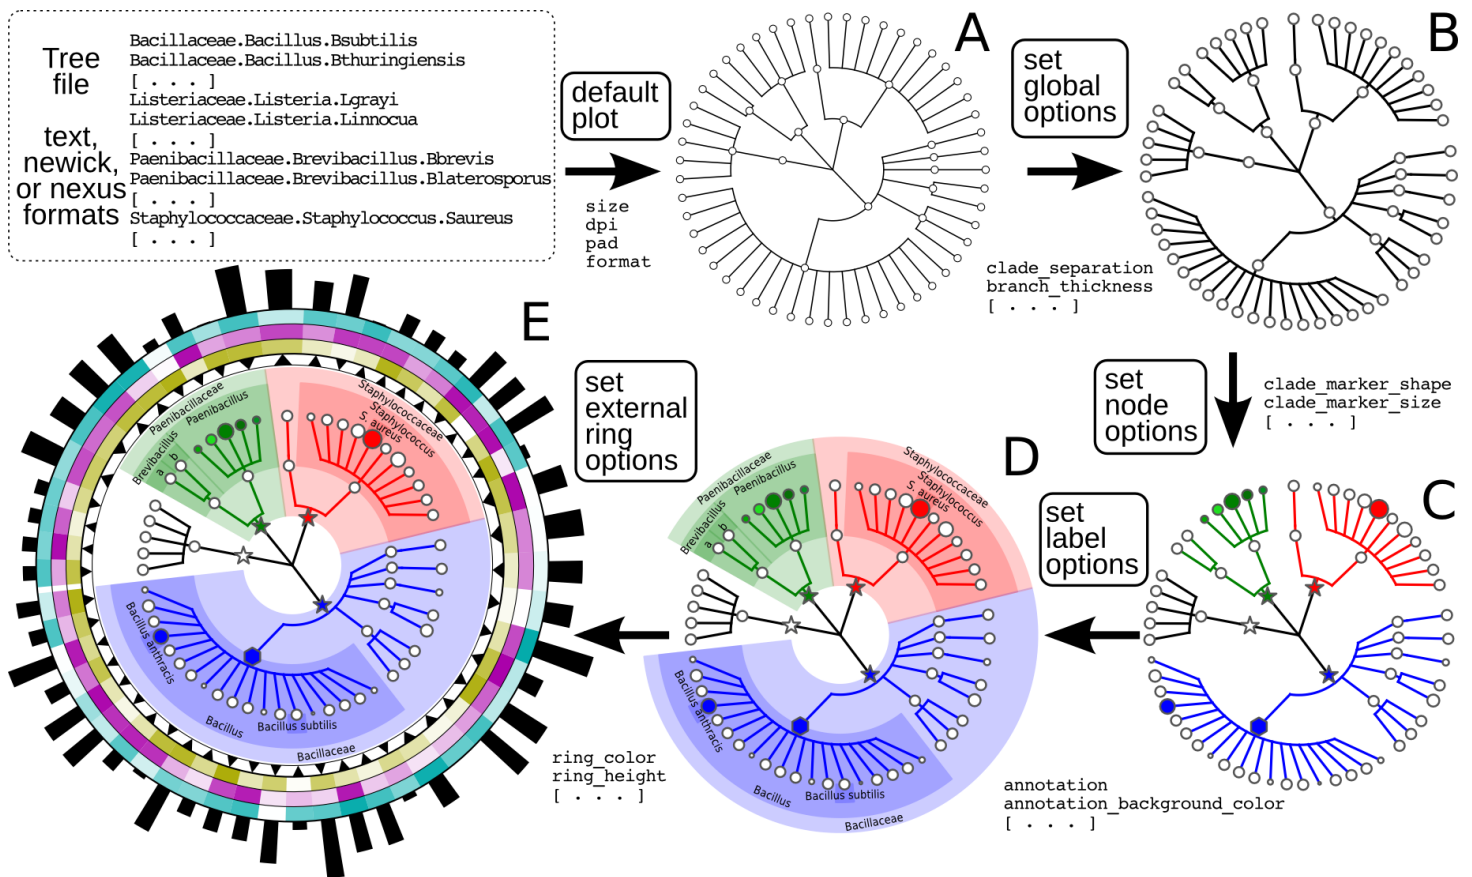 Tree
file
text,
newick,
or nexus
formats
Bacillaceae.Bacillus.Bsubtilis
Bacillaceae.Bacillus.Bthuringiensis
[ . . . ]
Listeriaceae.Listeria.Lgrayi
Listeriaceae.Listeria.Linnocua
[ . . . ]
Paenibacillaceae.Brevibacillus.Bbrevis
Paenibacillaceae.Brevibacillus.Blaterosporus
[ . . . ]
Staphylococcaceae.Staphylococcus.Saureus
[ . . . ]
default
plot
size
dpi
pad
format
A
set
global
options
clade_separation
branch_thickness
[ . . . ]
B
set
node
options
clade_marker_shape
clade_marker_size
[ . . . ]
C
set
label
options
annotation
annotation_background_color
[ . . . ]
D
Paenibacillaceae
Paenibacillus
Brevibacillus
a
b
Staphylococcaceae
Staphylococcus
S. aureus
Bacillus anthracis
Bacillus
Bacillus subtilis
Bacillaceae
set
external
ring
options
ring_color
ring_height
[ . . . ]
E
Paenibacillaceae
Paenibacillus
Brevibacillus
a
b
Staphylococcaceae
Staphylococcus
S. aureus
Bacillus anthracis
Bacillus
Bacillus subtilis
Bacillaceae